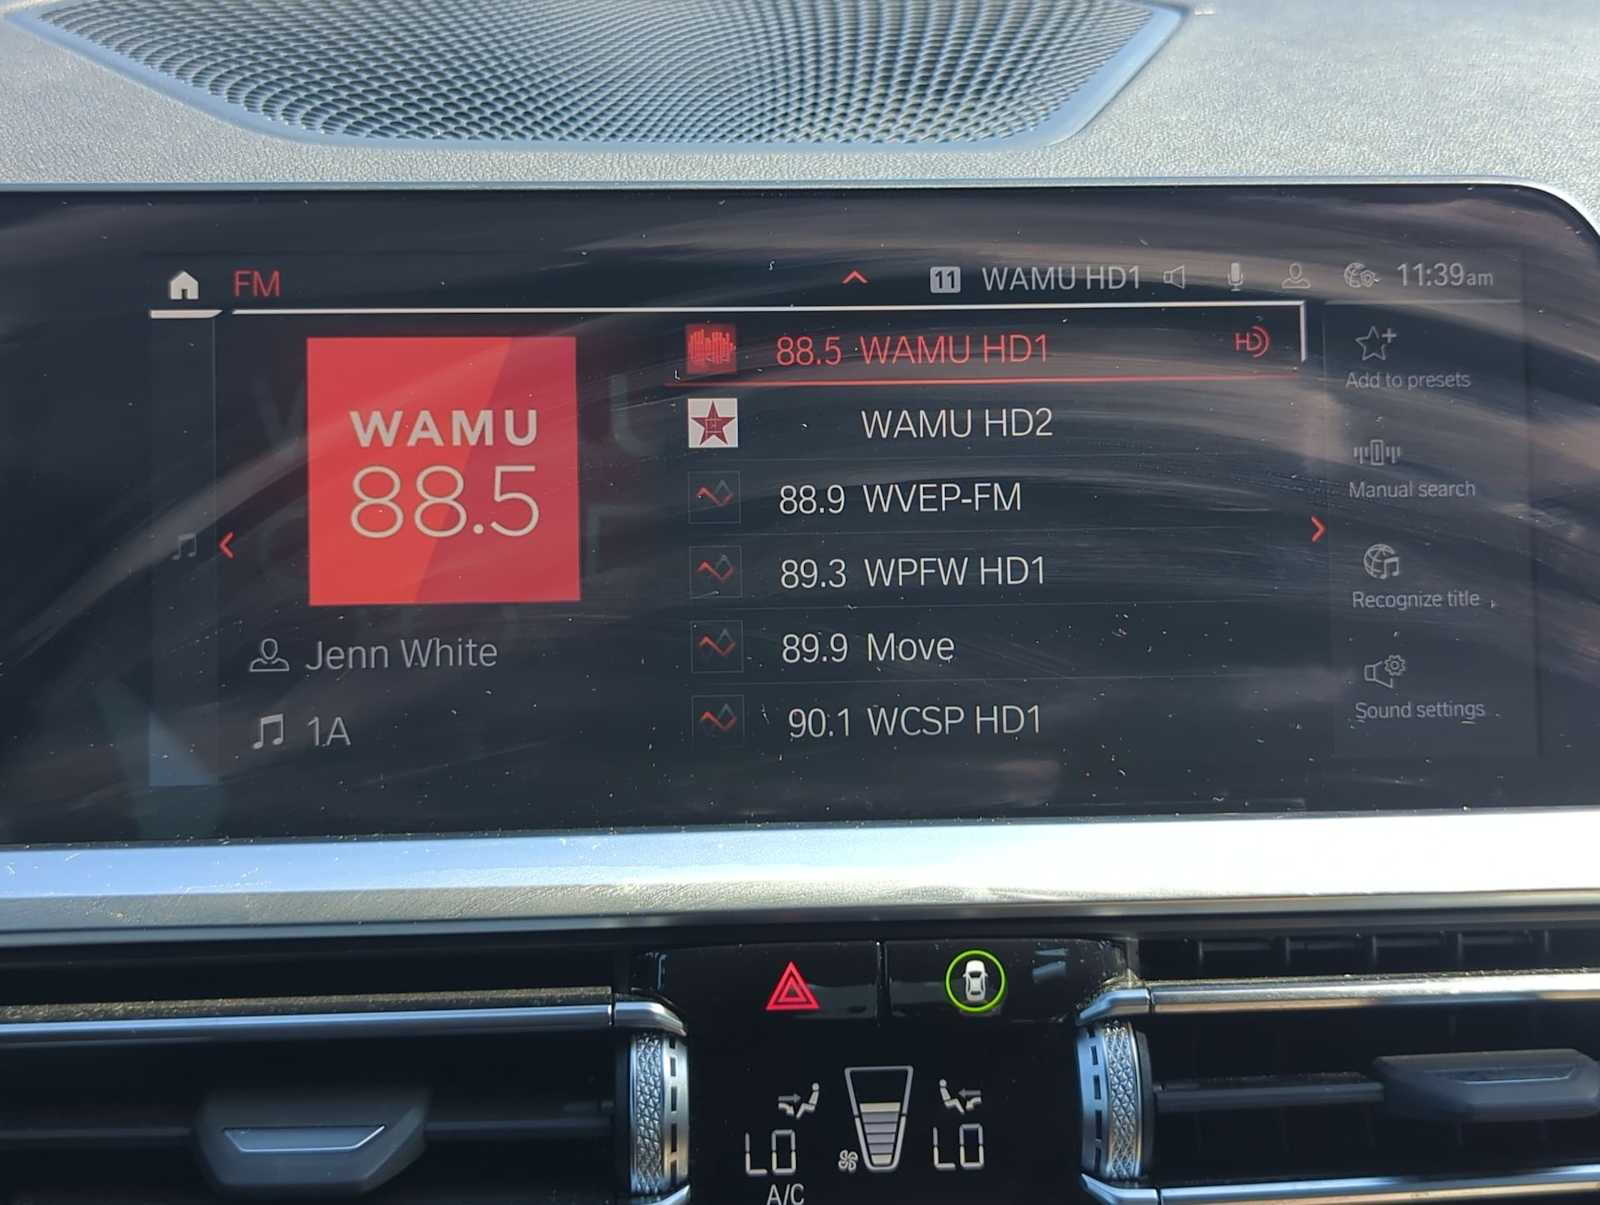 FM
11 WAMU HD1 11:39am
WAMU
88.5
Jenn White
1A
88.5 WAMU HD1 HD
WAMU HD2
88.9 WVEP-FM
89.3 WPFW HD1
89.9 Move
90.1 WCSP HD1
Add to presets
Manual search
Recognize title
Sound settings
LO LO
A/C